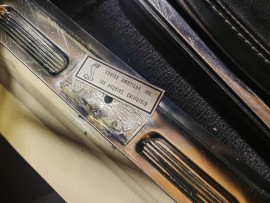 SHELBY AMERICAN INC.
LOS ANGELES, CALIFORNIA